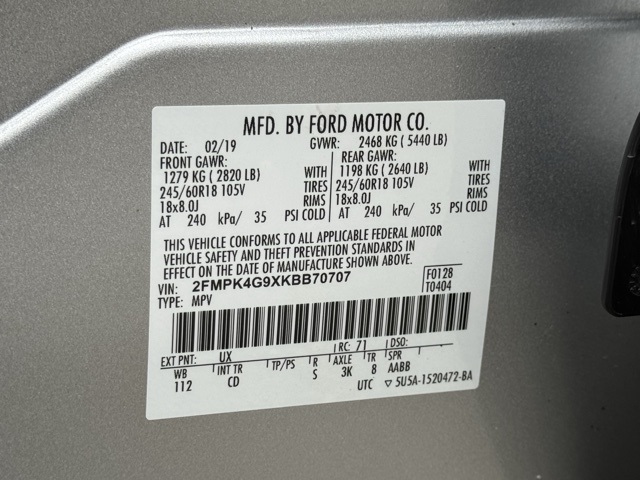 MFD. BY FORD MOTOR CO.
DATE: 02/19 GVWR: 2468 KG ( 5440 LB)
FRONT GAWR: REAR GAWR:
1279 KG ( 2820 LB) WITH 1198 KG ( 2640 LB) WITH
245/60R18 105V TIRES 245/60R18 105V TIRES
18x8.0J RIMS 18x8.0J RIMS
AT 240 kPa/ 35 PSI COLD AT 240 kPa/ 35 PSI COLD
THIS VEHICLE CONFORMS TO ALL APPLICABLE FEDERAL MOTOR
VEHICLE SAFETY AND THEFT PREVENTION STANDARDS IN
EFFECT ON THE DATE OF MANUFACTURE SHOWN ABOVE.
VIN: 2FMPK4G9XKBB70707 F0128
TYPE: MPV T0404
EXT PNT: UX RC: 71 DSO:
WB INT TR TP/PS R AXLE TR SPR
112 CD S 3K 8 AABB
UTC ▽ 5U5A-1520472-BA